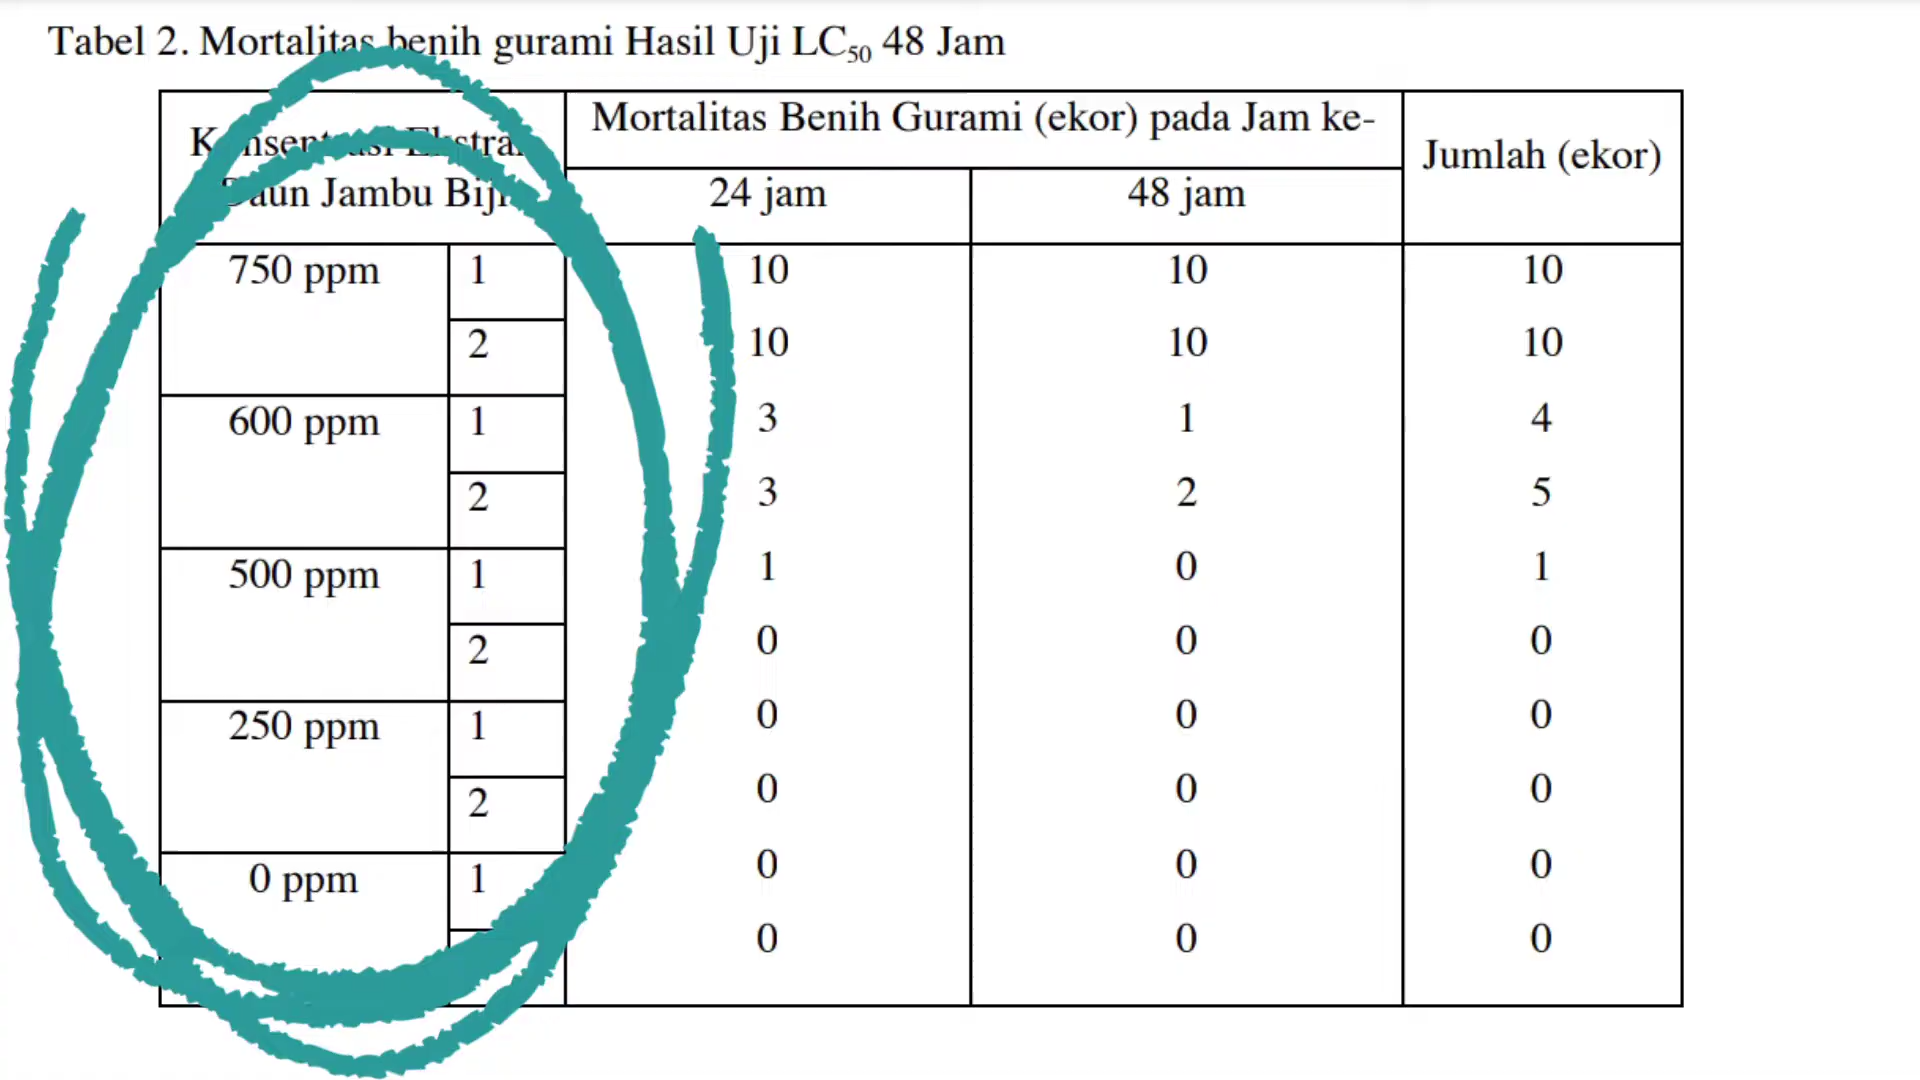 Tabel 2. Mortalitas benih gurami Hasil Uji LC50 48 Jam
Mortalitas Benih Gurami (ekor) pada Jam ke-
Jumlah (ekor)
Jambu
24 jam 48 jam
750 ppm 1 10 10 10
2 10 10 10
600 ppm 1 3 1 4
2 3 2 5
500 ppm 1 1 0 1
2 0 0 0
250 ppm 1 0 0 0
2 0 0 0
0 ppm 1 0 0 0
0 0 0